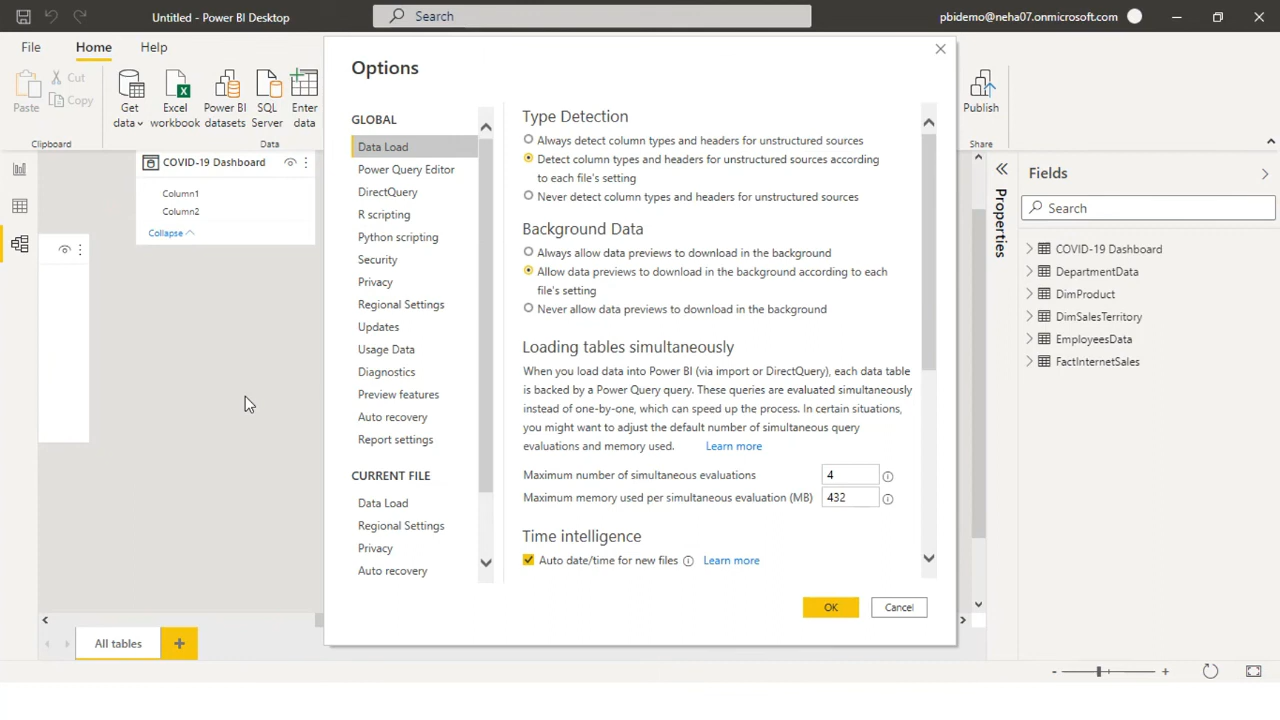 Untitled - Power BI Desktop
Search
pbidemo@neha07.onmicrosoft.com
File
Home
Help
Paste
Cut
Copy
Clipboard
Get data
Excel workbook
Power BI datasets
SQL Server
Enter data
Data
Publish
Share
COVID-19 Dashboard
Column1
Column2
Collapse
Options
GLOBAL
Data Load
Power Query Editor
DirectQuery
R scripting
Python scripting
Security
Privacy
Regional Settings
Updates
Usage Data
Diagnostics
Preview features
Auto recovery
Report settings
CURRENT FILE
Data Load
Regional Settings
Privacy
Auto recovery
Type Detection
Always detect column types and headers for unstructured sources
Detect column types and headers for unstructured sources according
to each file's setting
Never detect column types and headers for unstructured sources
Background Data
Always allow data previews to download in the background
Allow data previews to download in the background according to each
file's setting
Never allow data previews to download in the background
Loading tables simultaneously
When you load data into Power BI (via import or DirectQuery), each data table
is backed by a Power Query query. These queries are evaluated simultaneously
instead of one-by-one, which can speed up the process. In certain situations,
you might want to adjust the default number of simultaneous query
evaluations and memory used. Learn more
Maximum number of simultaneous evaluations 4
Maximum memory used per simultaneous evaluation (MB) 432
Time intelligence
Auto date/time for new files Learn more
OK
Cancel
Properties
Fields
Search
COVID-19 Dashboard
DepartmentData
DimProduct
DimSalesTerritory
EmployeesData
FactInternetSales
All tables